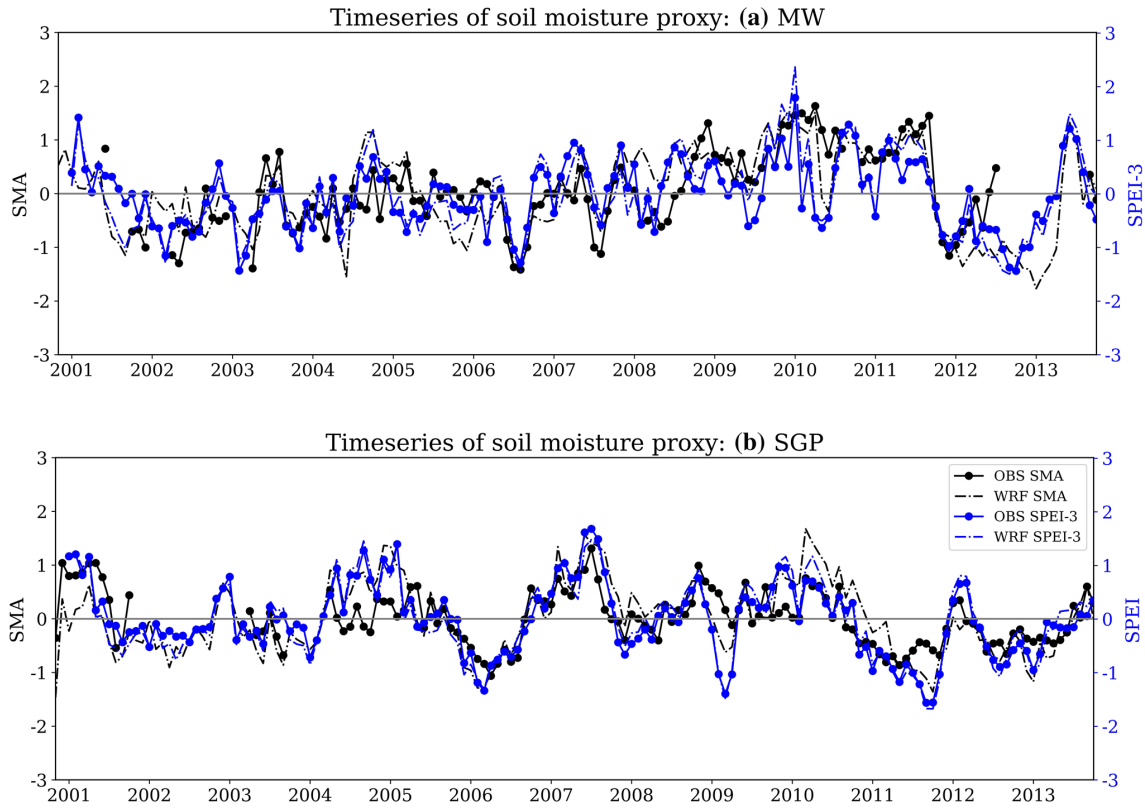 Timeseries of soil moisture proxy: (a) MW
3
2
1
0
-1
-2
-3
SMA
3
2
1
0
-1
-2
-3
SPEI-3
2001 2002 2003 2004 2005 2006 2007 2008 2009 2010 2011 2012 2013
Timeseries of soil moisture proxy: (b) SGP
3
2
1
0
-1
-2
-3
SMA
OBS SMA
WRF SMA
OBS SPEI-3
WRF SPEI-3
3
2
1
0
-1
-2
-3
SPEI
2001 2002 2003 2004 2005 2006 2007 2008 2009 2010 2011 2012 2013